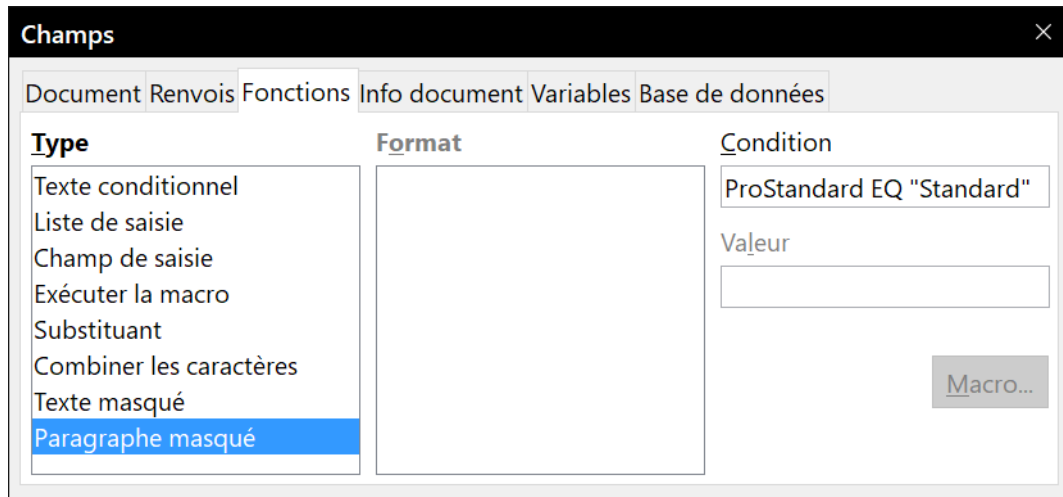 Champs
Document Renvois Fonctions Info document Variables Base de données
Type
Texte conditionnel
Liste de saisie
Champ de saisie
Exécuter la macro
Substituant
Combiner les caractères
Texte masqué
Paragraphe masqué
Format
Condition
ProStandard EQ "Standard"
Valeur
Macro...